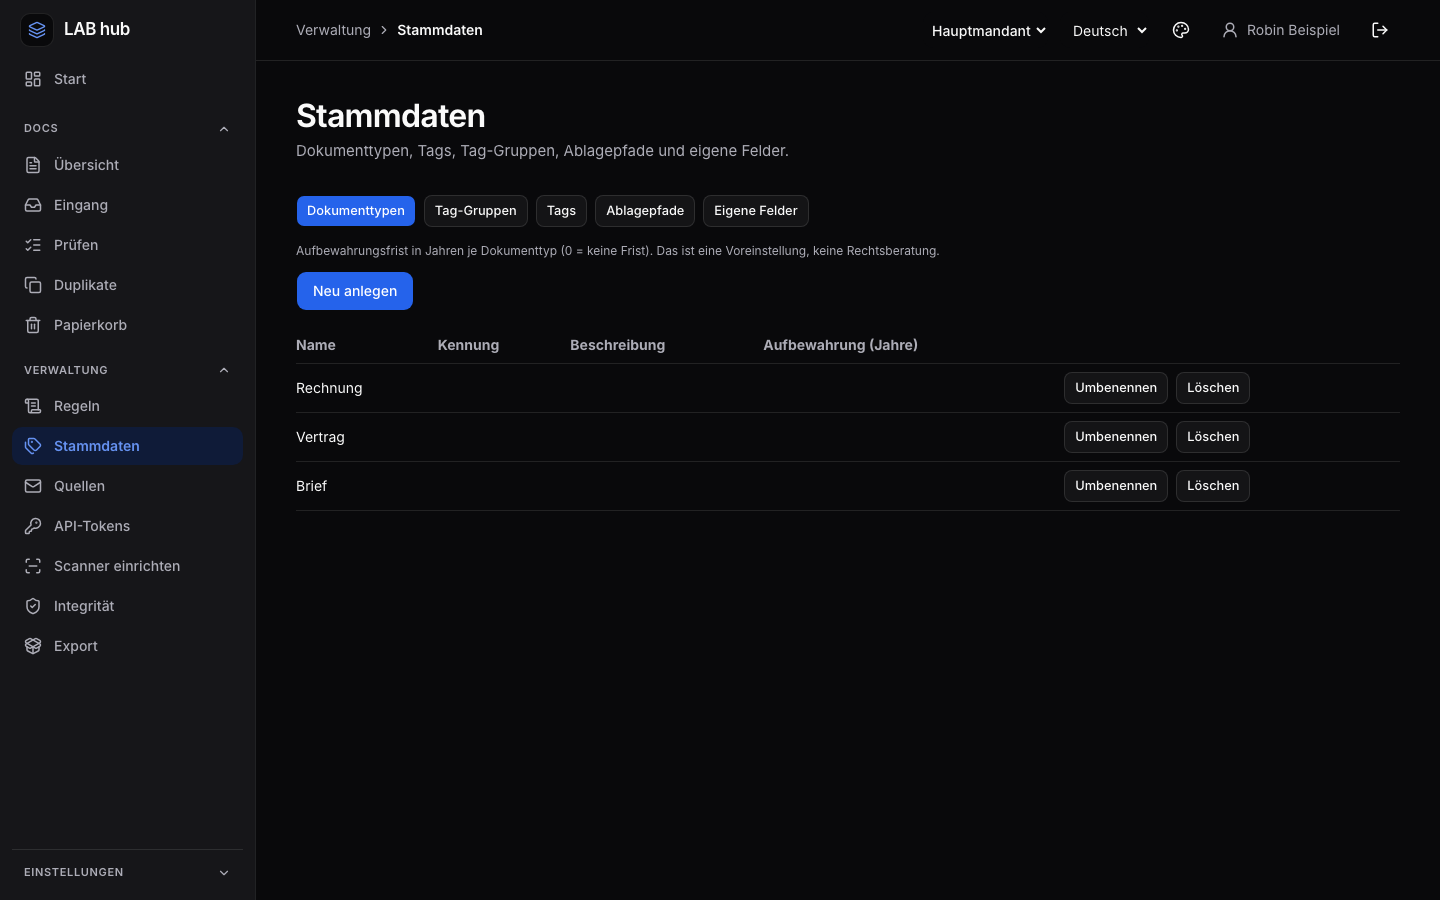 LAB hub
Verwaltung > Stammdaten
Hauptmandant
Deutsch
Robin Beispiel
Start
DOCS
Übersicht
Eingang
Prüfen
Duplikate
Papierkorb
VERWALTUNG
Regeln
Stammdaten
Quellen
API-Tokens
Scanner einrichten
Integrität
Export
EINSTELLUNGEN
Stammdaten
Dokumenttypen, Tags, Tag-Gruppen, Ablagepfade und eigene Felder.
Dokumenttypen Tag-Gruppen Tags Ablagepfade Eigene Felder
Aufbewahrungsfrist in Jahren je Dokumenttyp (0 = keine Frist). Das ist eine Voreinstellung, keine Rechtsberatung.
Neu anlegen
Name Kennung Beschreibung Aufbewahrung (Jahre)
Rechnung Umbenennen Löschen
Vertrag Umbenennen Löschen
Brief Umbenennen Löschen